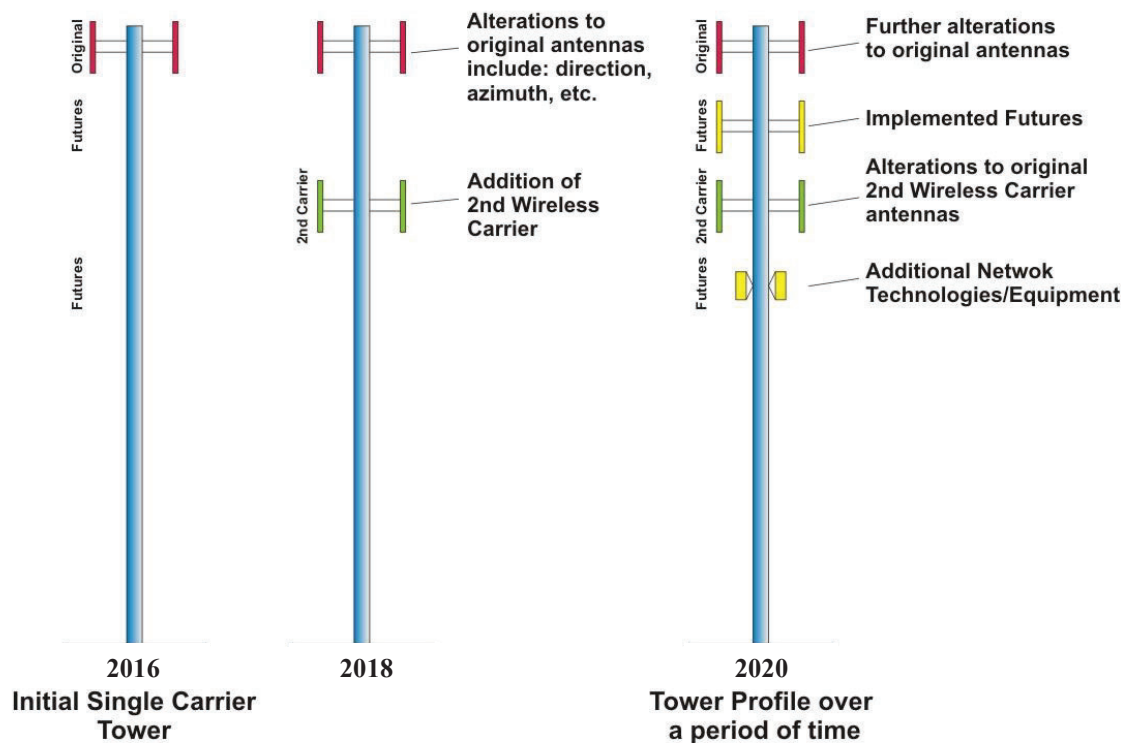 Original
Futures
Futures
2016
Initial Single Carrier
Tower
Alterations to
original antennas
include: direction,
azimuth, etc.
2nd Carrier
Addition of
2nd Wireless
Carrier
2018
Original
Further alterations
to original antennas
Futures
Implemented Futures
2nd Carrier
Alterations to original
2nd Wireless Carrier
antennas
Futures
Additional Netwok
Technologies/Equipment
2020
Tower Profile over
a period of time